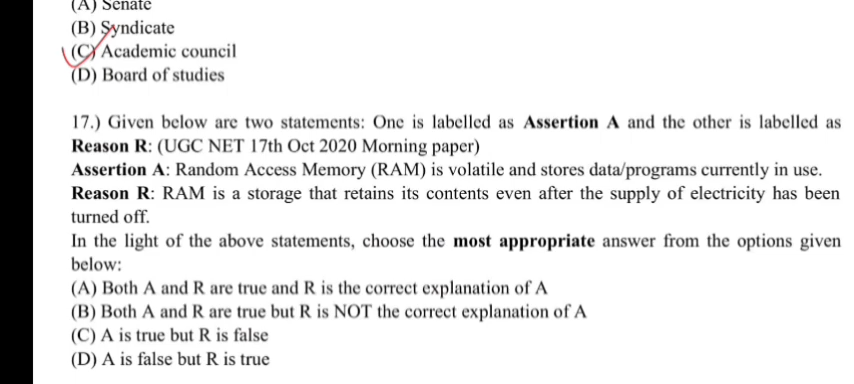 (A) Senate
(B) Syndicate
(C) Academic council
(D) Board of studies
17.) Given below are two statements: One is labelled as Assertion A and the other is labelled as
Reason R: (UGC NET 17th Oct 2020 Morning paper)
Assertion A: Random Access Memory (RAM) is volatile and stores data/programs currently in use.
Reason R: RAM is a storage that retains its contents even after the supply of electricity has been
turned off.
In the light of the above statements, choose the most appropriate answer from the options given
below:
(A) Both A and R are true and R is the correct explanation of A
(B) Both A and R are true but R is NOT the correct explanation of A
(C) A is true but R is false
(D) A is false but R is true